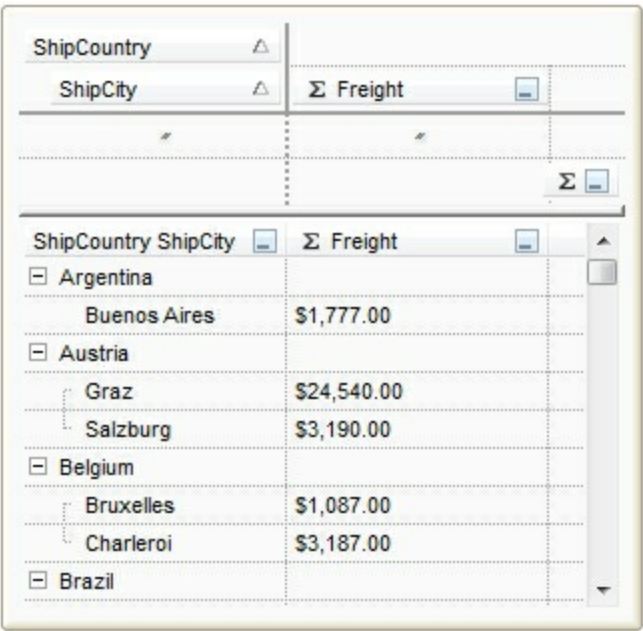 ShipCountry
ShipCity Σ Freight
Σ
ShipCountry ShipCity Σ Freight
Argentina
Buenos Aires $1,777.00
Austria
Graz $24,540.00
Salzburg $3,190.00
Belgium
Bruxelles $1,087.00
Charleroi $3,187.00
Brazil